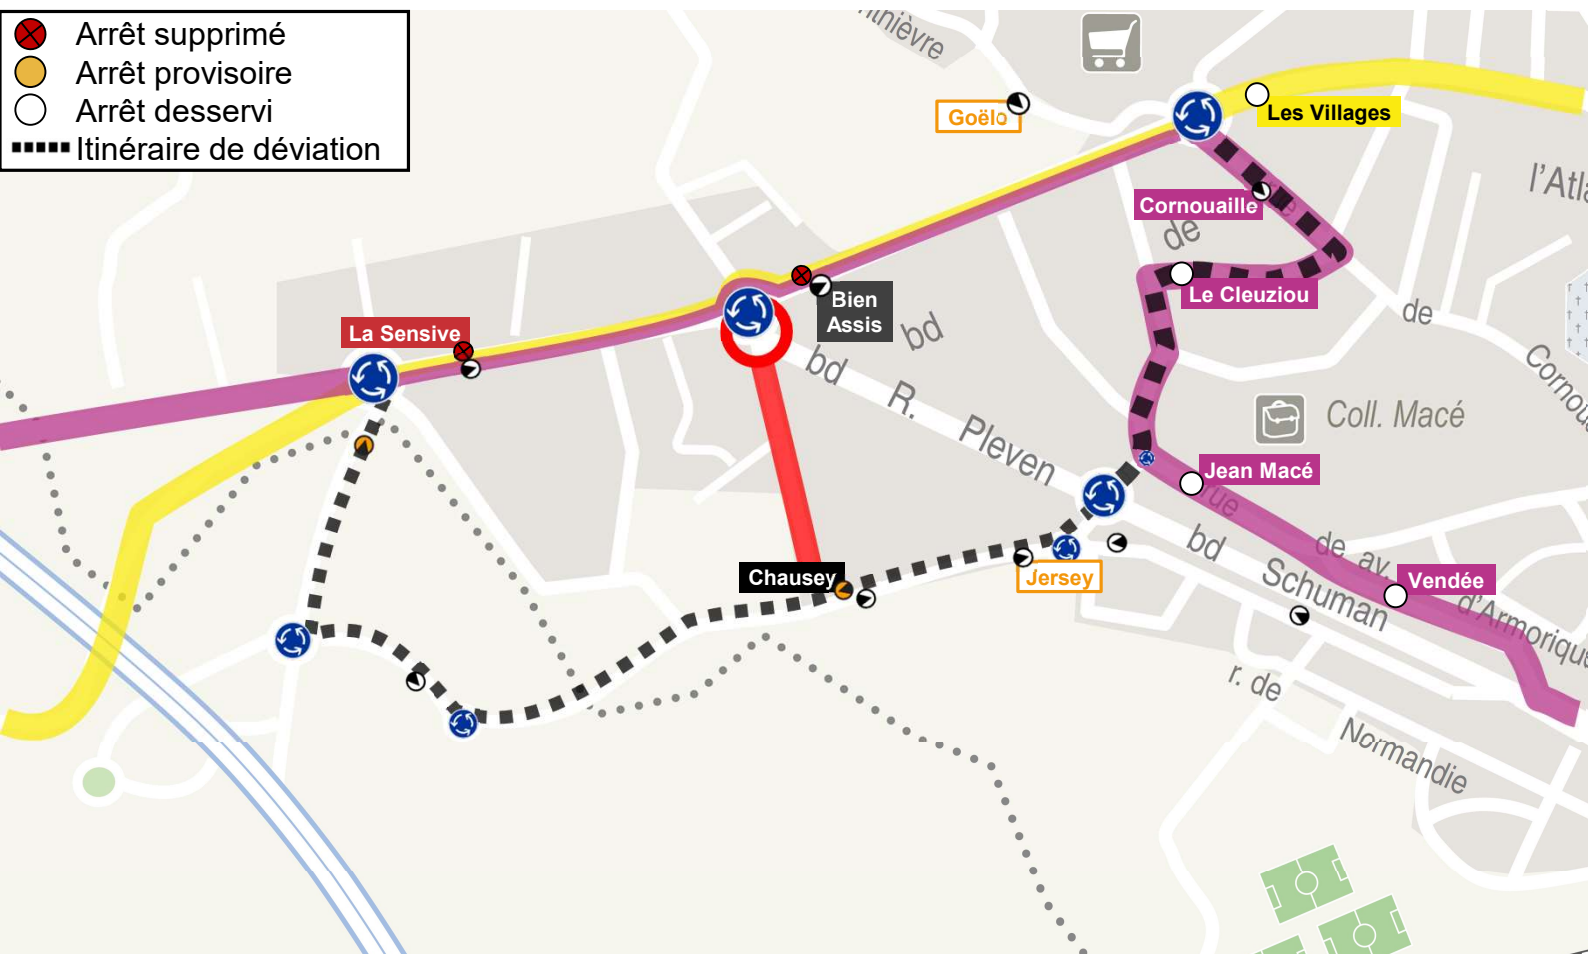 Arrêt supprimé
Arrêt provisoire
Arrêt desservi
Itinéraire de déviation
Goëlo
Les Villages
l'Atla
Cornouaille
de
Le Cleuziou
Bien
Assis
bd
de
La Sensive
bd R. Pleven
Coll. Macé
Jean Macé
rue
de av.
d'Armorique
bd Schuman
Chausey
Jersey
Vendée
r. de
Normandie